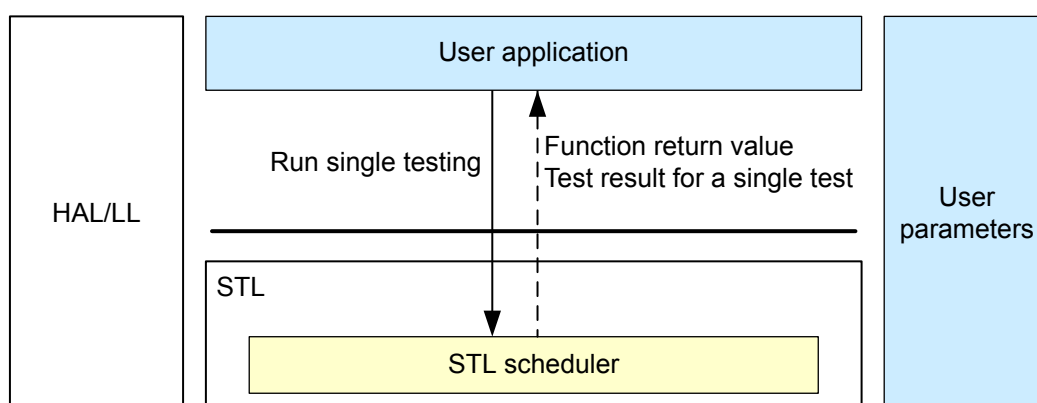 User application
Run single testing
Function return value
Test result for a single test
HAL/LL
User
parameters
STL
STL scheduler